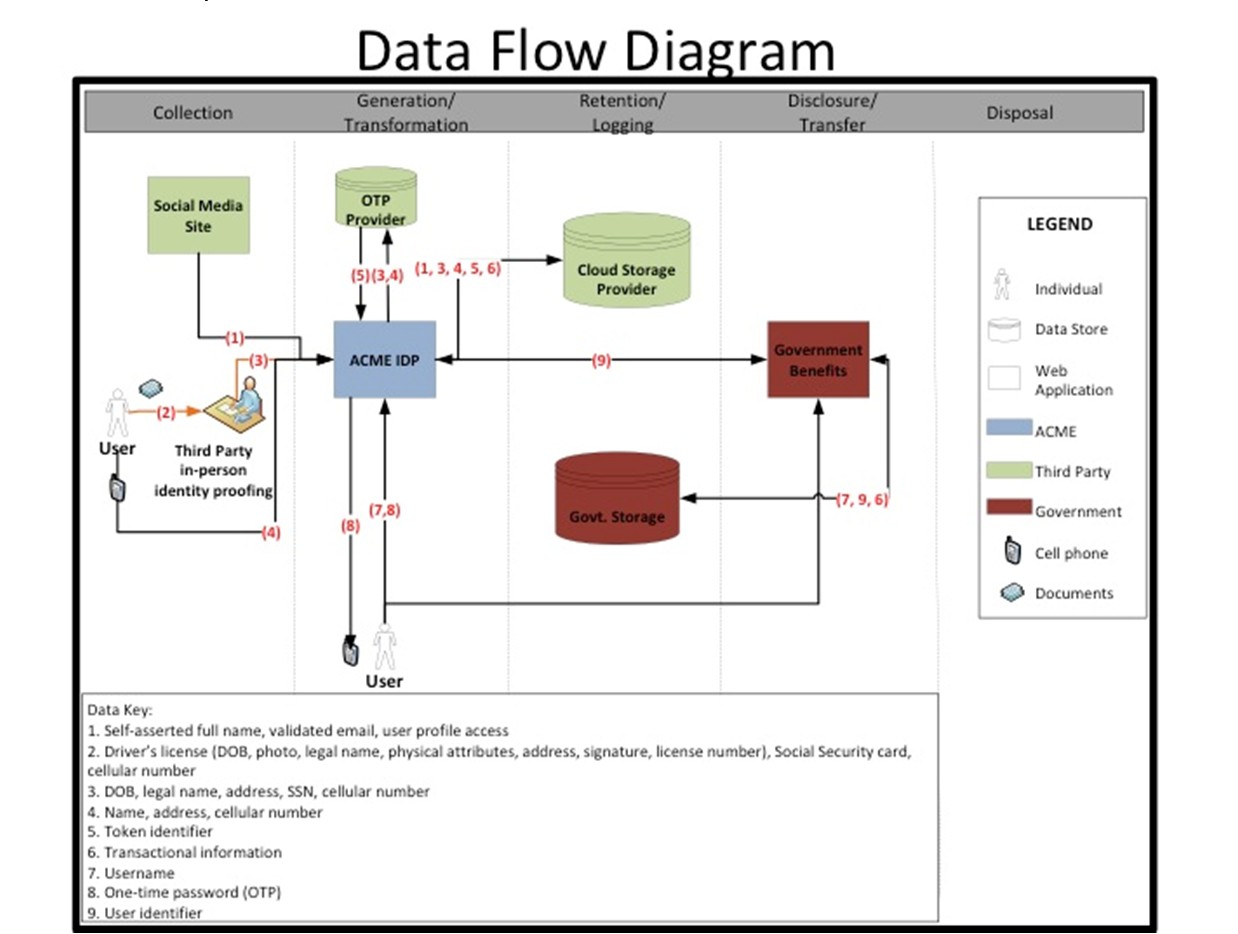 Data Flow Diagram
Collection
Generation/
Transformation
Retention/
Logging
Disclosure/
Transfer
Disposal
Social Media
Site
OTP
Provider
Cloud Storage
Provider
(5)
(3,4)
(1, 3, 4, 5, 6)
(1)
(3)
ACME IDP
(9)
Government
Benefits
(2)
User
Third Party
in-person
identity proofing
(4)
(8)
(7,8)
Govt. Storage
(7, 9, 6)
User
LEGEND
Individual
Data Store
Web
Application
ACME
Third Party
Government
Cell phone
Documents
Data Key:
1. Self-asserted full name, validated email, user profile access
2. Driver's license (DOB, photo, legal name, physical attributes, address, signature, license number), Social Security card,
cellular number
3. DOB, legal name, address, SSN, cellular number
4. Name, address, cellular number
5. Token identifier
6. Transactional information
7. Username
8. One-time password (OTP)
9. User identifier